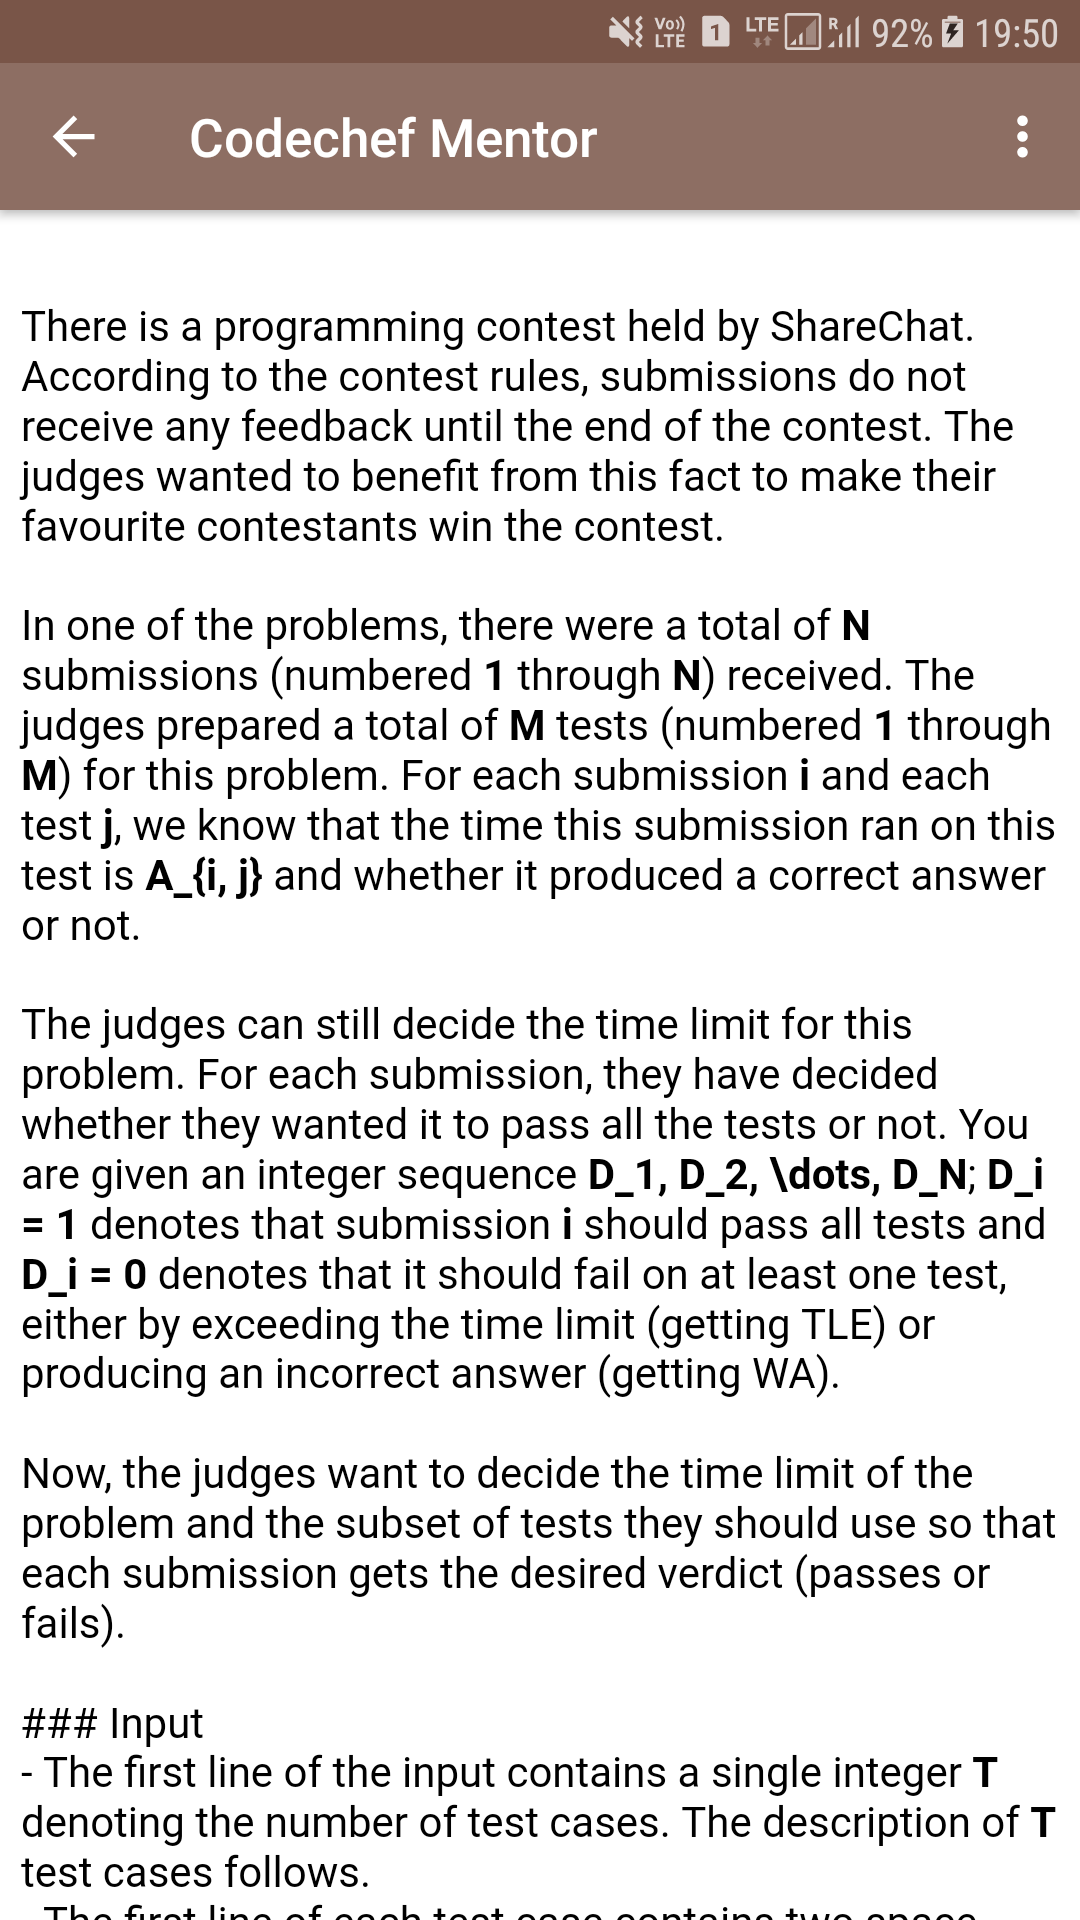 Vo)) LTE 1 LTE R 92% 19:50
Codechef Mentor
There is a programming contest held by ShareChat.
According to the contest rules, submissions do not
receive any feedback until the end of the contest. The
judges wanted to benefit from this fact to make their
favourite contestants win the contest.
In one of the problems, there were a total of N
submissions (numbered 1 through N) received. The
judges prepared a total of M tests (numbered 1 through
M) for this problem. For each submission i and each
test j, we know that the time this submission ran on this
test is A_{i, j} and whether it produced a correct answer
or not.
The judges can still decide the time limit for this
problem. For each submission, they have decided
whether they wanted it to pass all the tests or not. You
are given an integer sequence D_1, D_2, \dots, D_N; D_i
= 1 denotes that submission i should pass all tests and
D_i = 0 denotes that it should fail on at least one test,
either by exceeding the time limit (getting TLE) or
producing an incorrect answer (getting WA).
Now, the judges want to decide the time limit of the
problem and the subset of tests they should use so that
each submission gets the desired verdict (passes or
fails).
### Input
- The first line of the input contains a single integer T
denoting the number of test cases. The description of T
test cases follows.
- The first line of each test case contains two space